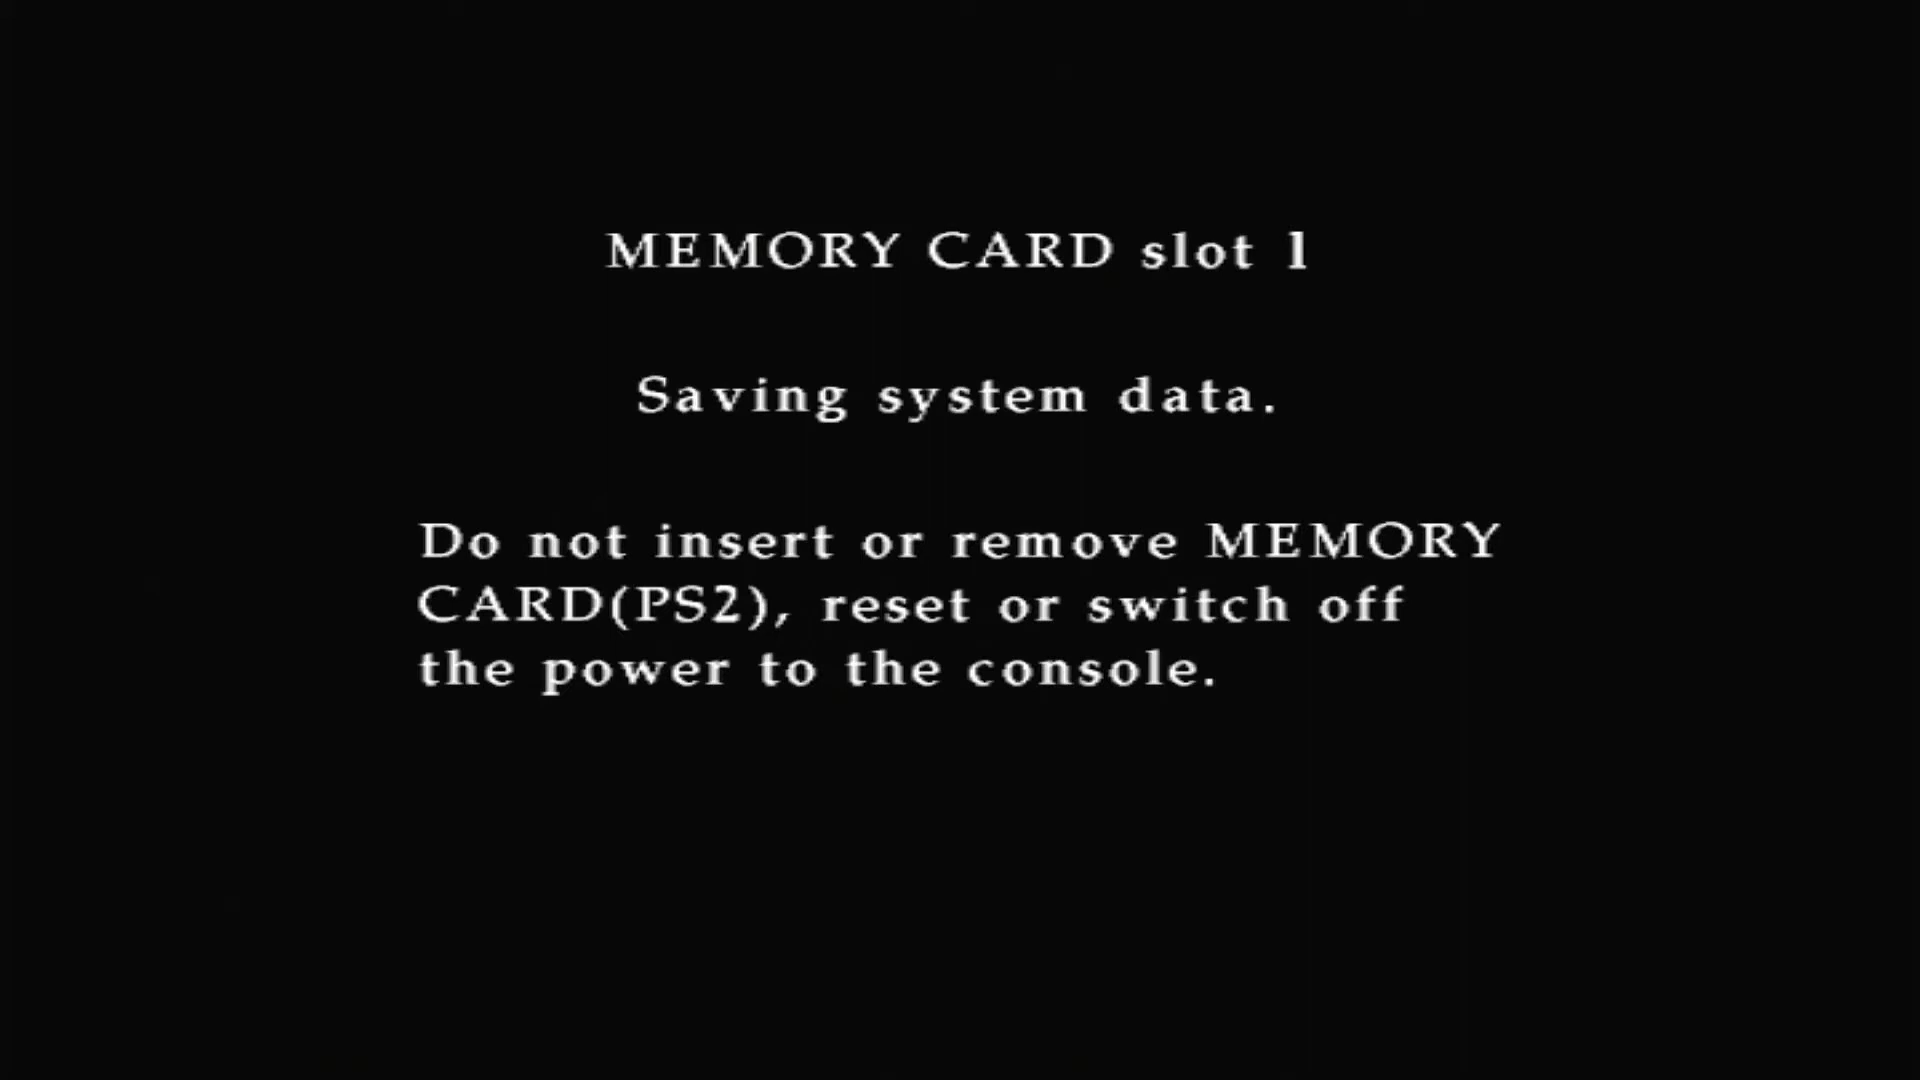 MEMORY CARD slot 1
Saving system data.
Do not insert or remove MEMORY
CARD(PS2), reset or switch off
the power to the console.